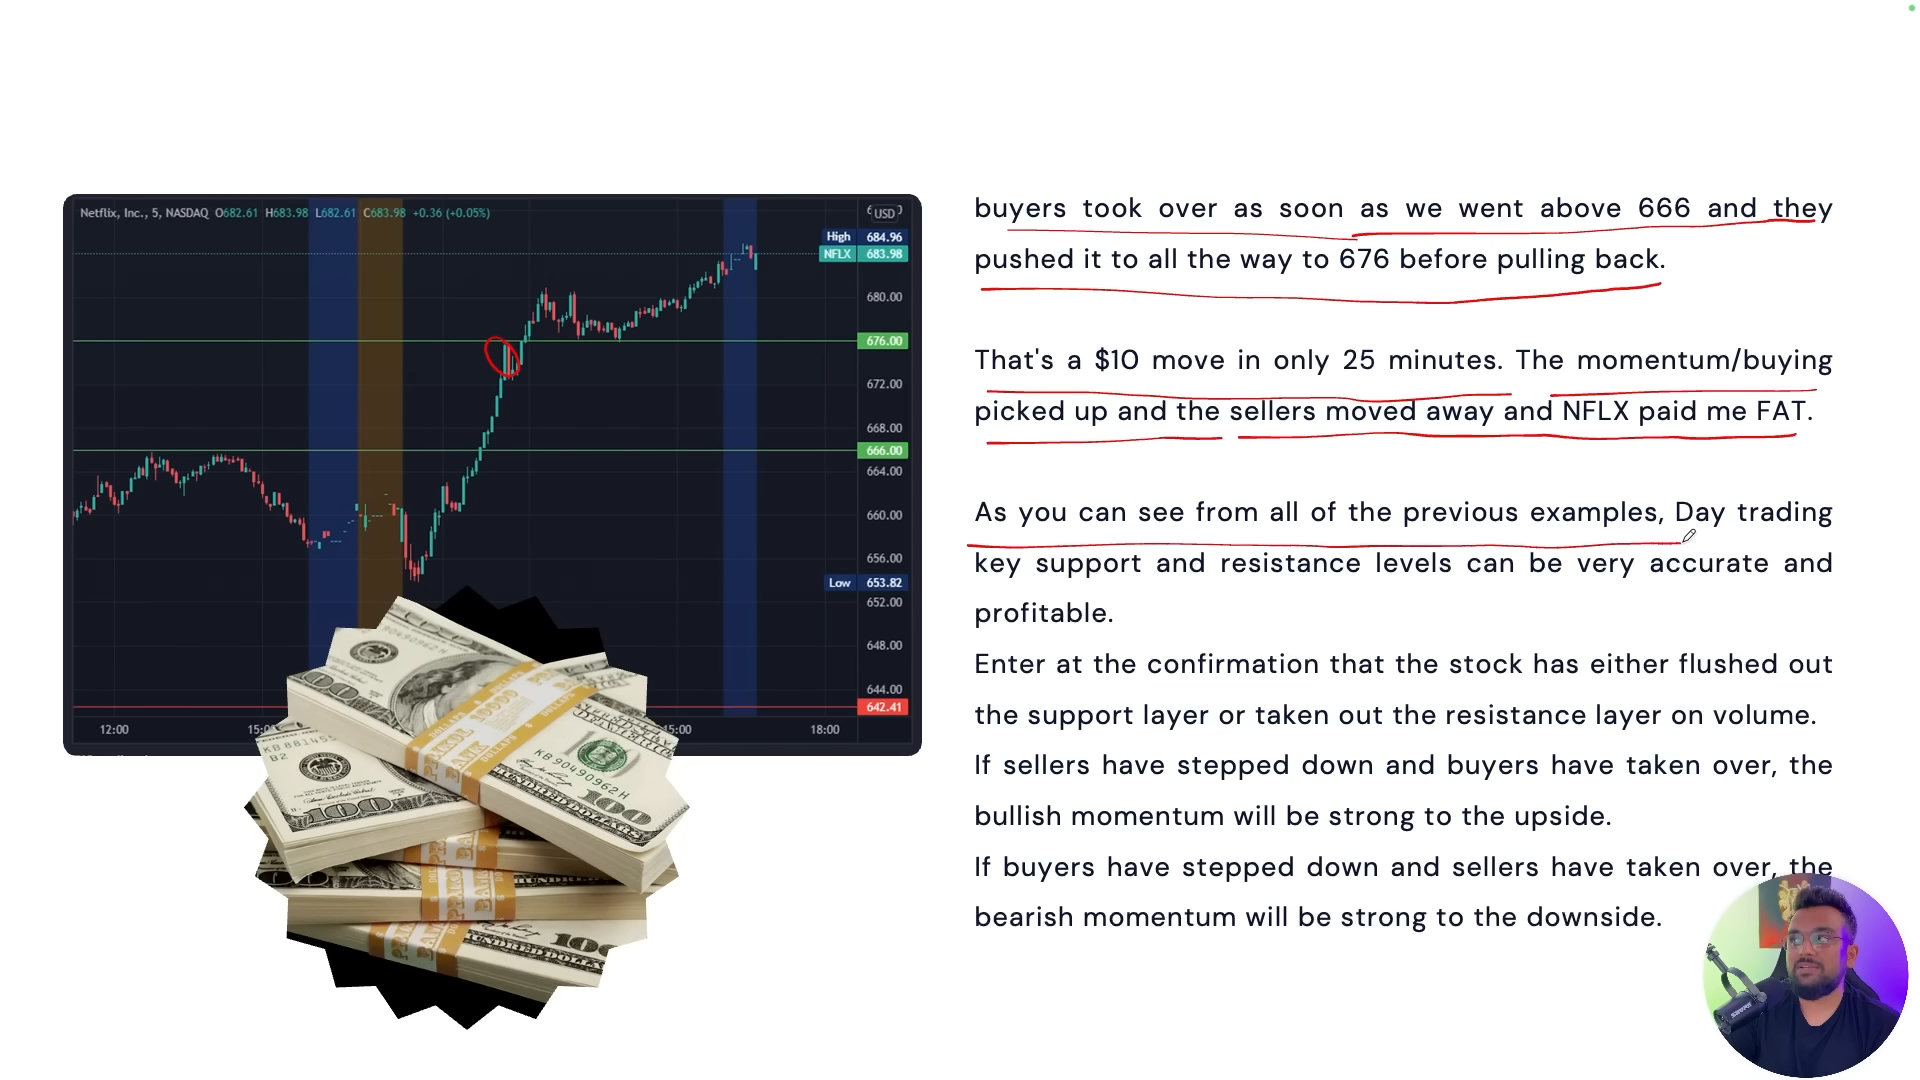 Netflix, Inc., 5, NASDAQ O682.61 H683.98 L682.61 C683.98 +0.36 (+0.05%)
USD
High 684.96
NFLX 683.98
680.00
676.00
672.00
668.00
666.00
664.00
660.00
656.00
Low 653.82
652.00
648.00
644.00
642.41
12:00 15:00 18:00
buyers took over as soon as we went above 666 and they
pushed it to all the way to 676 before pulling back.
That's a $10 move in only 25 minutes. The momentum/buying
picked up and the sellers moved away and NFLX paid me FAT.
As you can see from all of the previous examples, Day trading
key support and resistance levels can be very accurate and
profitable.
Enter at the confirmation that the stock has either flushed out
the support layer or taken out the resistance layer on volume.
If sellers have stepped down and buyers have taken over, the
bullish momentum will be strong to the upside.
If buyers have stepped down and sellers have taken over, the
bearish momentum will be strong to the downside.
KB90490962H
100
HUNDRED DOLLARS
100